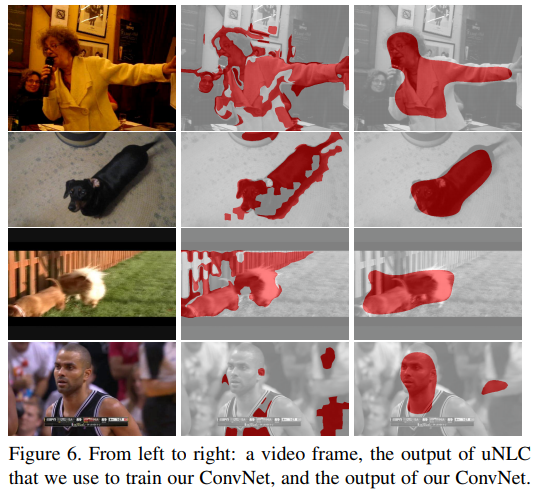 Figure 6. From left to right: a video frame, the output of uNLC
that we use to train our ConvNet, and the output of our ConvNet.